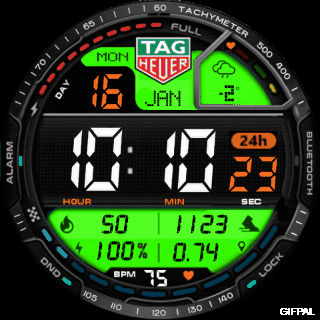 TACHYMETER
60
65
70
500
400
FULL
MON
TAG
HEUER
DAY
16
JAN
-2°
ALARM
BLUETOOTH
10:10
24h
23
HOUR
MIN
SEC
50
1123
100%
0.74
BPM 75
DND
LOCK
105
110
120
130
140
GIFPAL